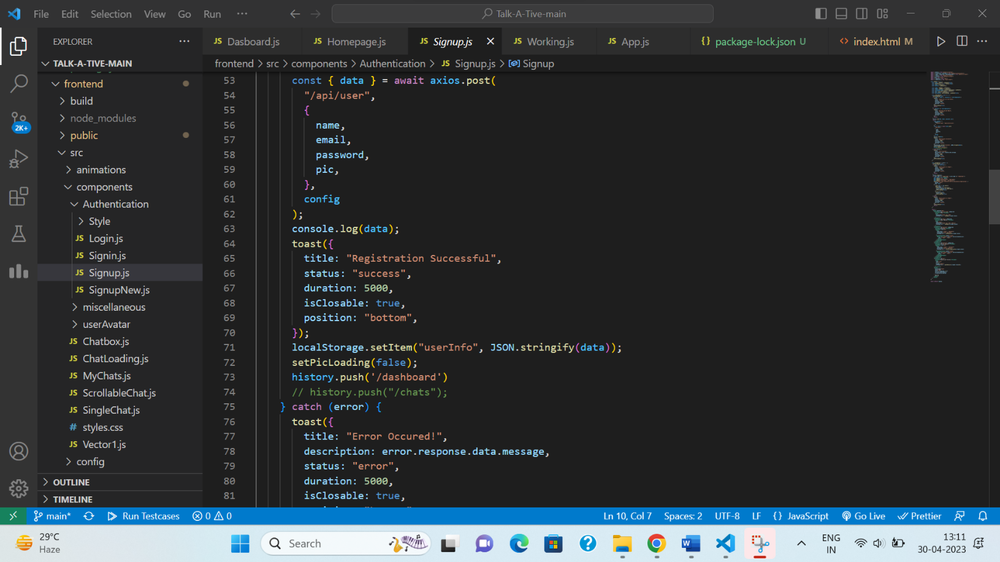 File Edit Selection View Go Run ···
Talk-A-Tive-main
EXPLORER
TALK-A-TIVE-MAIN
frontend
build
node_modules
public
src
animations
components
Authentication
Style
JS Login.js
JS Signin.js
JS Signup.js
JS SignupNew.js
miscellaneous
userAvatar
JS Chatbox.js
JS ChatLoading.js
JS MyChats.js
JS ScrollableChat.js
JS SingleChat.js
# styles.css
JS Vector1.js
config
OUTLINE
TIMELINE
2K+
JS Dasboard.js JS Homepage.js JS Signup.js JS Working.js JS App.js {} package-lock.json U <> index.html M
frontend > src > components > Authentication > JS Signup.js > Signup
53 const { data } = await axios.post(
54 "/api/user",
55 {
56 name,
57 email,
58 password,
59 pic,
60 },
61 config
62 );
63 console.log(data);
64 toast({
65 title: "Registration Successful",
66 status: "success",
67 duration: 5000,
68 isClosable: true,
69 position: "bottom",
70 });
71 localStorage.setItem("userInfo", JSON.stringify(data));
72 setPicLoading(false);
73 history.push('/dashboard')
74 // history.push("/chats");
75 } catch (error) {
76 toast({
77 title: "Error Occured!",
78 description: error.response.data.message,
79 status: "error",
80 duration: 5000,
81 isClosable: true,
main* Run Testcases 0 0 Ln 10, Col 7 Spaces: 2 UTF-8 LF {} JavaScript Go Live Prettier
29°C
Haze
Search
ENG
IN
13:11
30-04-2023